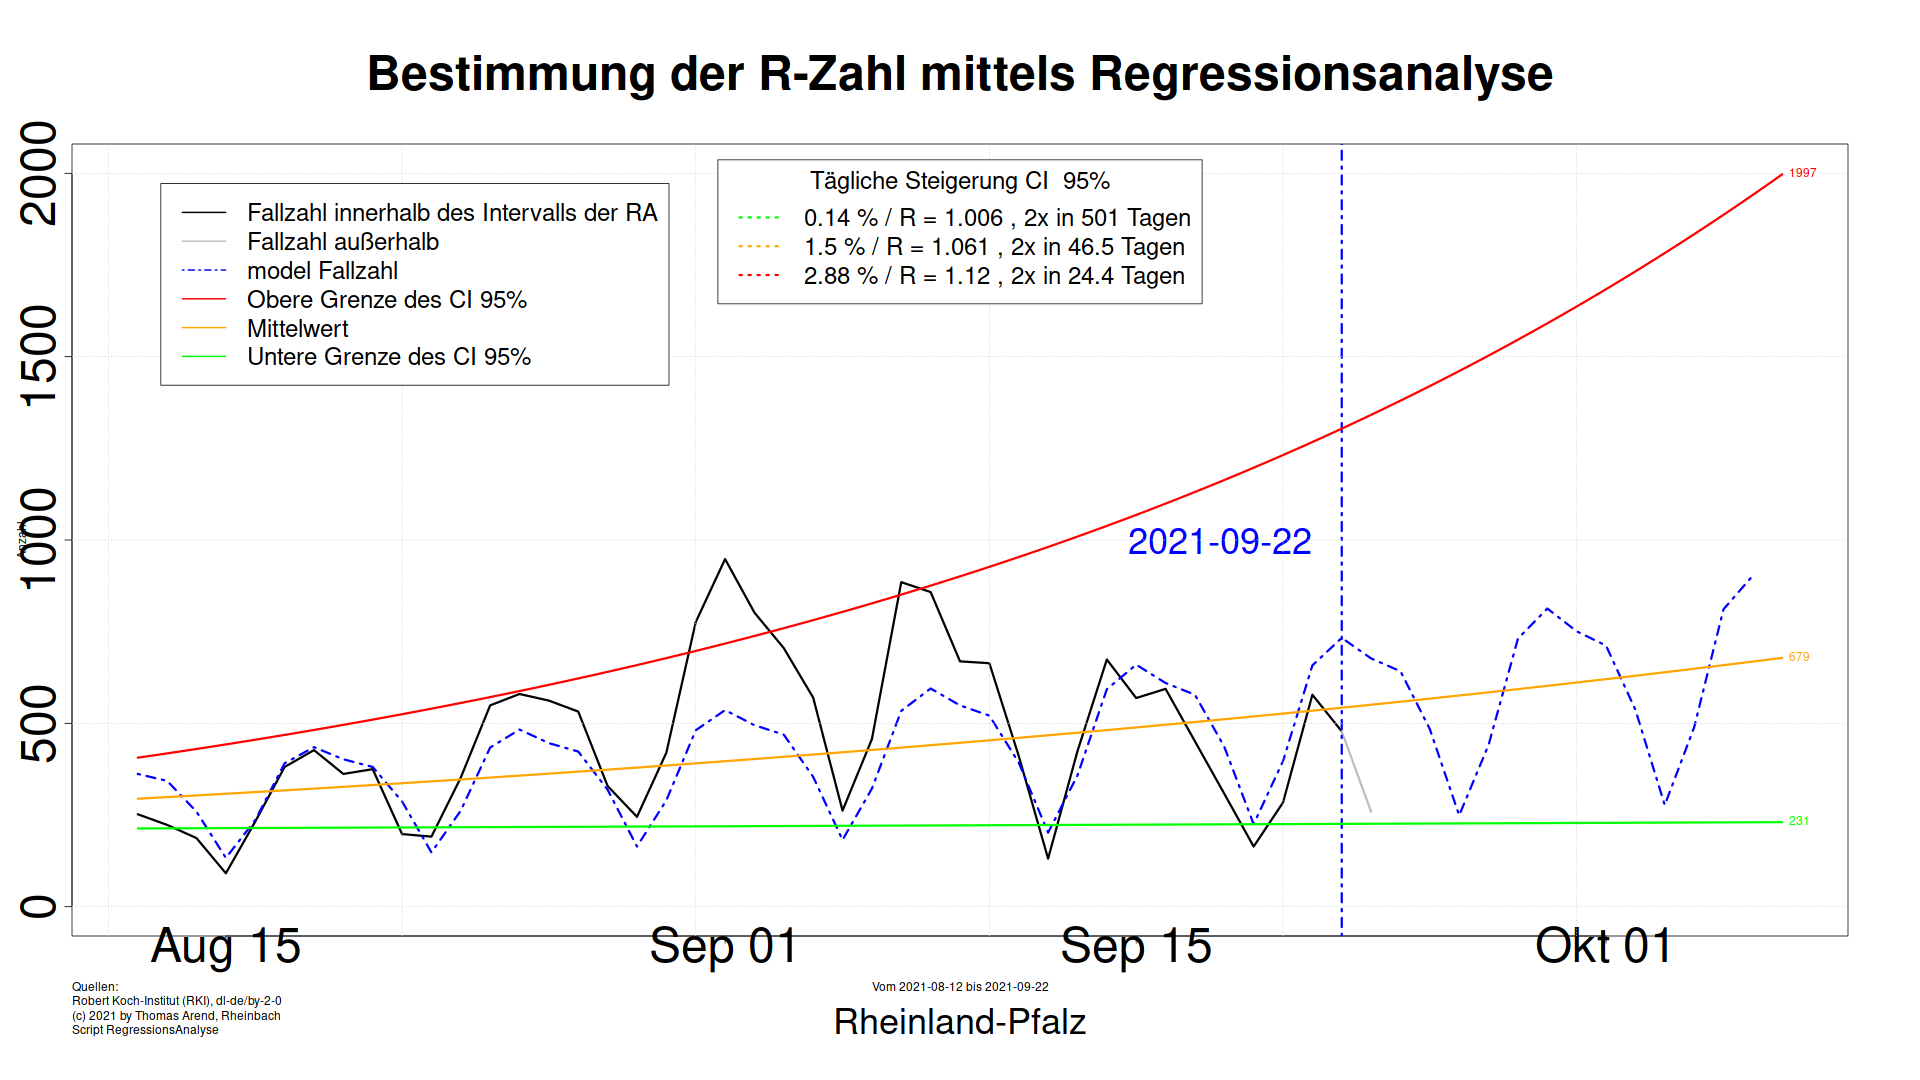 Bestimmung der R-Zahl mittels Regressionsanalyse
Fallzahl innerhalb des Intervalls der RA
Fallzahl außerhalb
model Fallzahl
Obere Grenze des CI 95%
Mittelwert
Untere Grenze des CI 95%
Tägliche Steigerung CI  95%
0.14 % / R = 1.006 , 2x in 501 Tagen
1.5 % / R = 1.061 , 2x in 46.5 Tagen
2.88 % / R = 1.12 , 2x in 24.4 Tagen
2000
1500
1000
500
0
Anzahl
2021-09-22
1997
679
231
Aug 15
Sep 01
Sep 15
Okt 01
Quellen:
Robert Koch-Institut (RKI), dl-de/by-2-0
(c) 2021 by Thomas Arend, Rheinbach
Script RegressionsAnalyse
Vom 2021-08-12 bis 2021-09-22
Rheinland-Pfalz